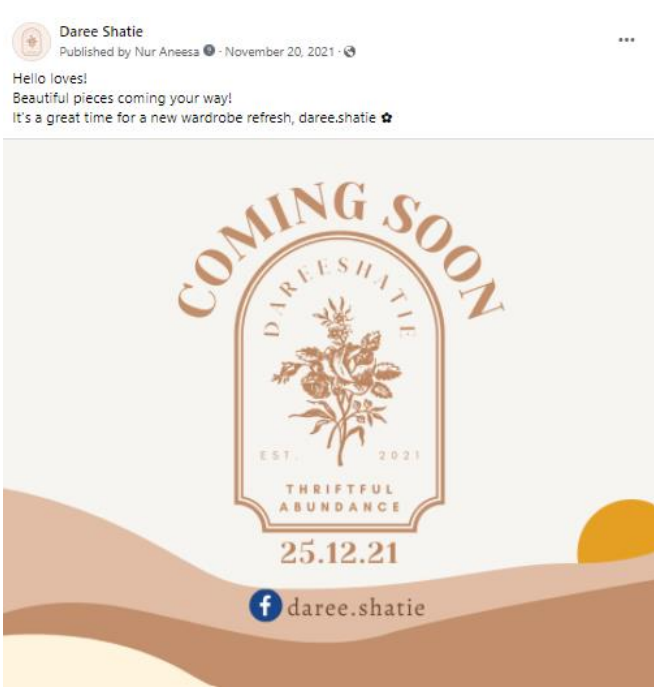 Daree Shatie
Published by Nur Aneesa · November 20, 2021 ·
Hello loves!
Beautiful pieces coming your way!
It's a great time for a new wardrobe refresh, daree.shatie ✿
COMING SOON
DAREESHATIE
EST. 2021
THRIFTFUL
ABUNDANCE
25.12.21
f daree.shatie